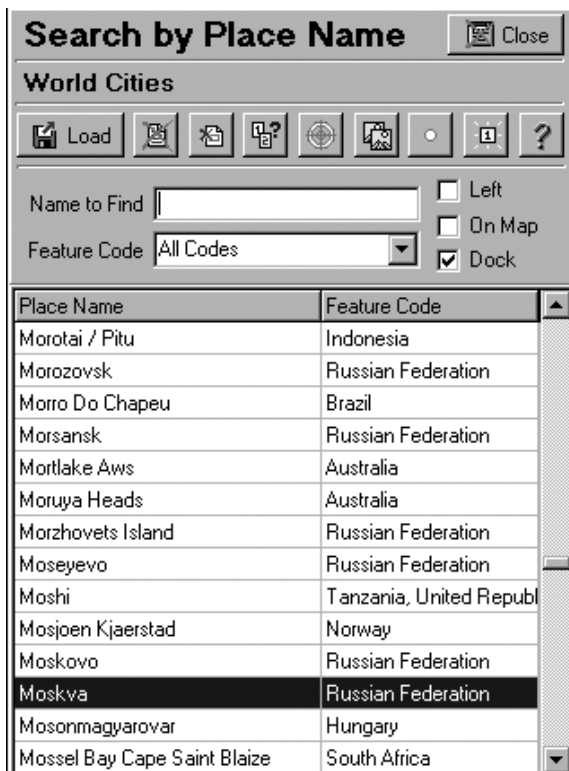 Search by Place Name Close
World Cities
Load
Name to Find Left
On Map
Feature Code All Codes
Dock
Place Name Feature Code
Morotai / Pitu Indonesia
Morozovsk Russian Federation
Morro Do Chapeu Brazil
Morsansk Russian Federation
Mortlake Aws Australia
Moruya Heads Australia
Morzhovets Island Russian Federation
Moseyevo Russian Federation
Moshi Tanzania, United Republ
Mosjoen Kjaerstad Norway
Moskovo Russian Federation
Moskva Russian Federation
Mosonmagyarovar Hungary
Mossel Bay Cape Saint Blaize South Africa